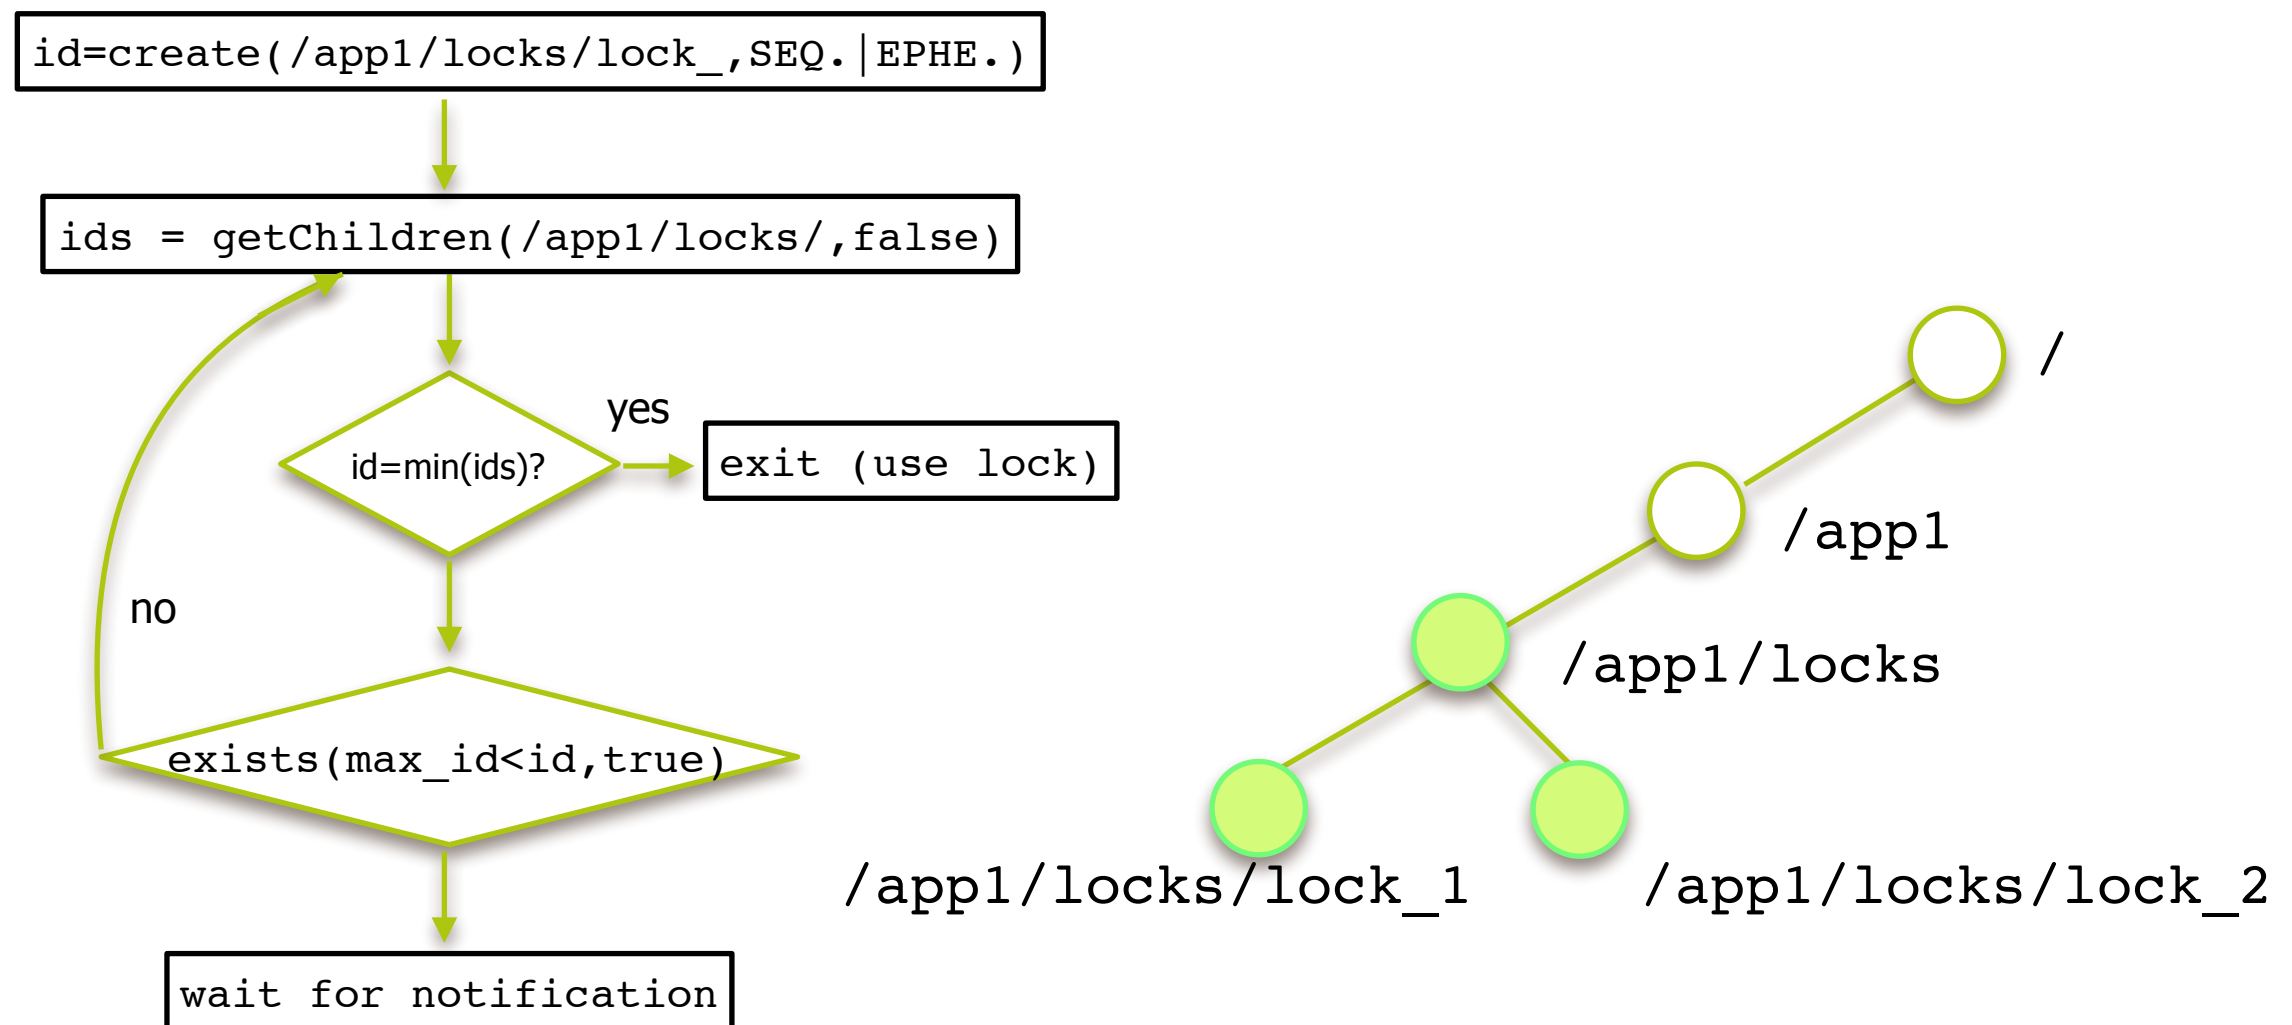 id=create(/app1/locks/lock_,SEQ.|EPHE.)
ids = getChildren(/app1/locks/,false)
id=min(ids)?
yes
exit (use lock)
no
exists(max_id<id,true)
wait for notification
/
/app1
/app1/locks
/app1/locks/lock_1
/app1/locks/lock_2